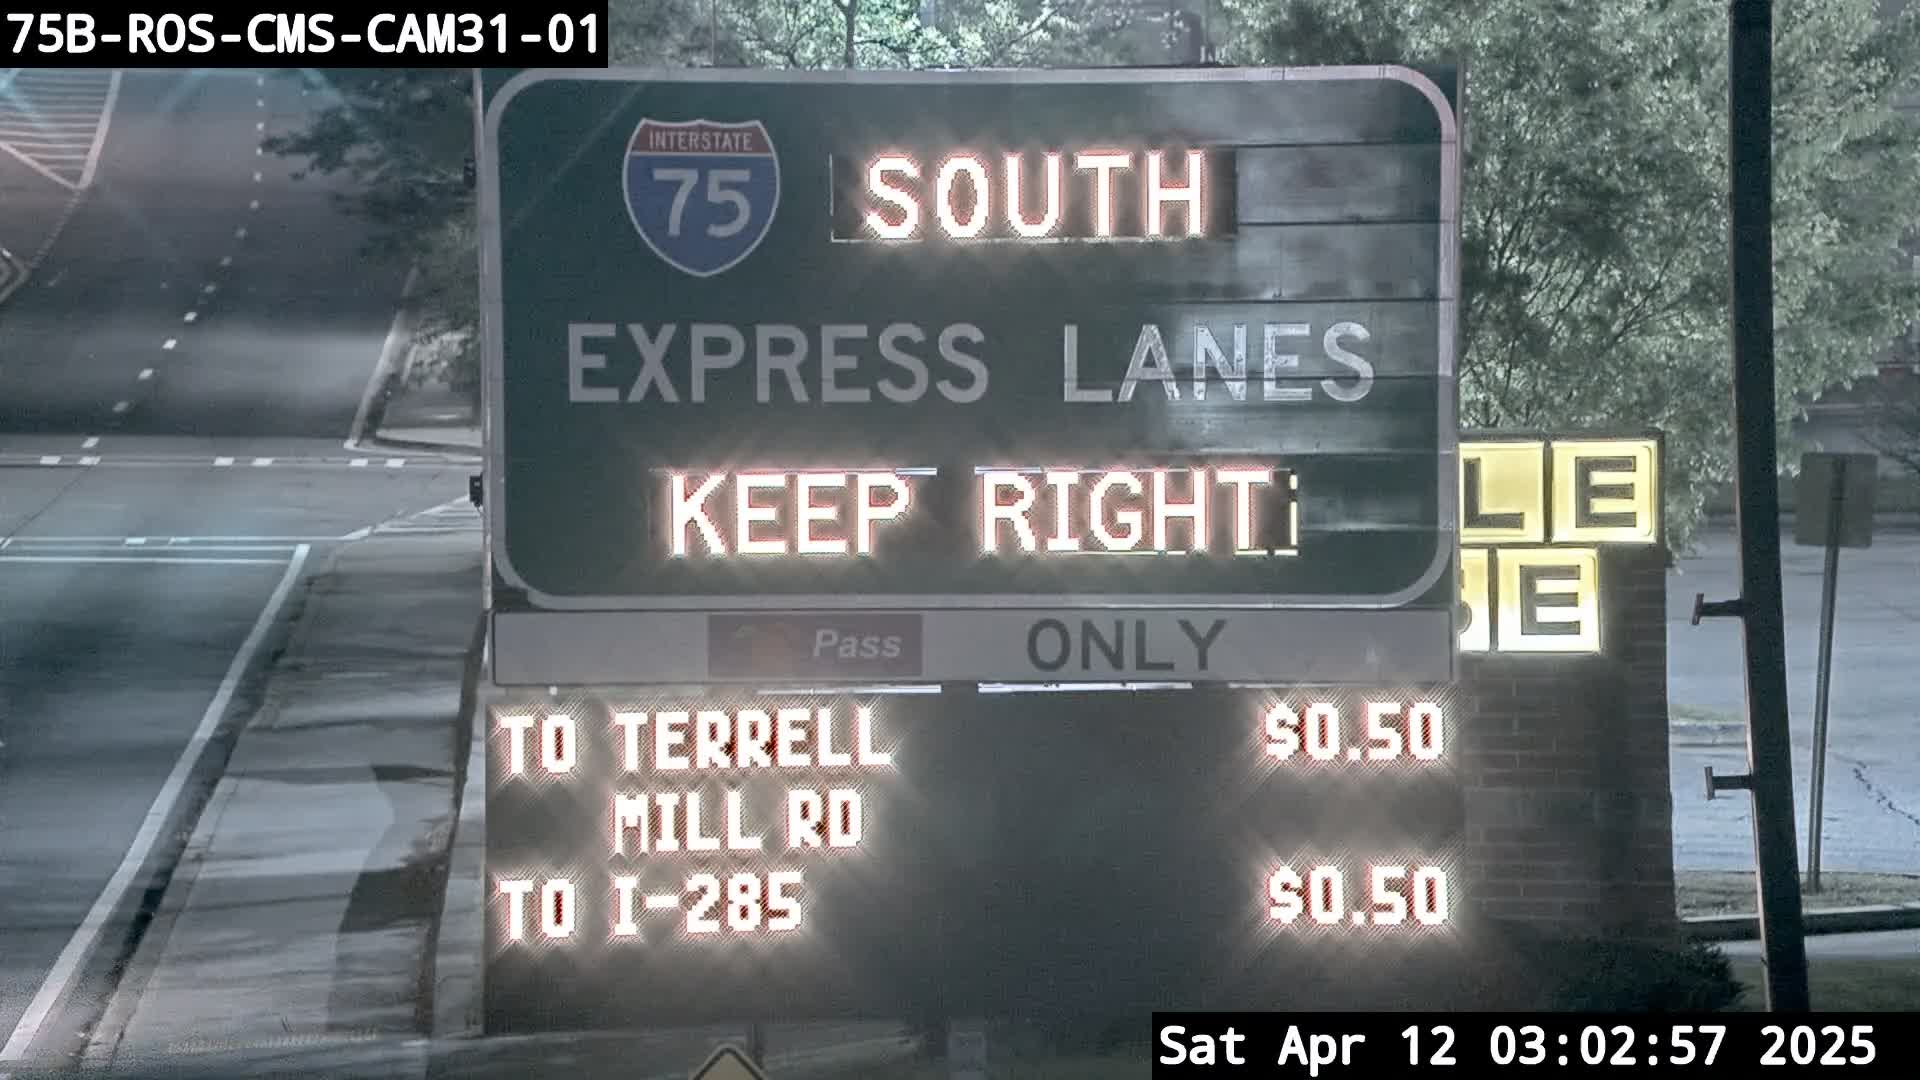 75B-ROS-CMS-CAM31-01
INTERSTATE
75
SOUTH
EXPRESS LANES
KEEP RIGHT
Pass ONLY
LE
E
TO TERRELL $0.50
MILL RD
TO I-285 $0.50
Sat Apr 12 03:02:57 2025